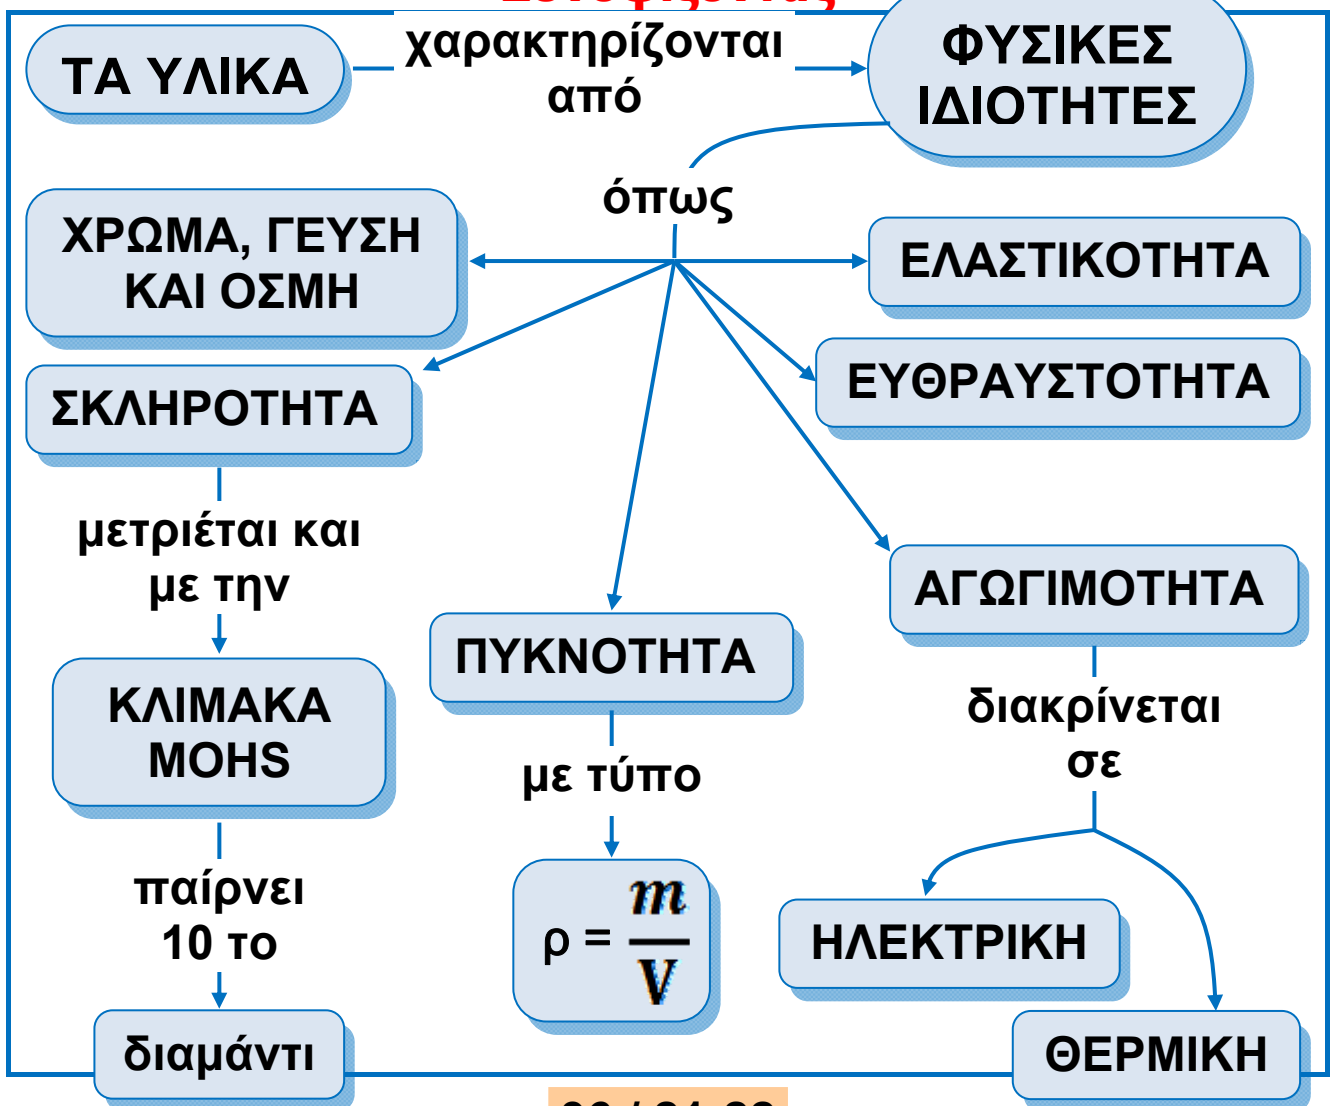 Συνοψίζοντας
ΤΑ ΥΛΙΚΑ
χαρακτηρίζονται
από
ΦΥΣΙΚΕΣ
ΙΔΙΟΤΗΤΕΣ
όπως
ΧΡΩΜΑ, ΓΕΥΣΗ
ΚΑΙ ΟΣΜΗ
ΕΛΑΣΤΙΚΟΤΗΤΑ
ΣΚΛΗΡΟΤΗΤΑ
ΕΥΘΡΑΥΣΤΟΤΗΤΑ
μετριέται και
με την
ΚΛΙΜΑΚΑ
MOHS
παίρνει
10 το
διαμάντι
ΠΥΚΝΟΤΗΤΑ
με τύπο
ρ = m/V
ΑΓΩΓΙΜΟΤΗΤΑ
διακρίνεται
σε
ΗΛΕΚΤΡΙΚΗ
ΘΕΡΜΙΚΗ